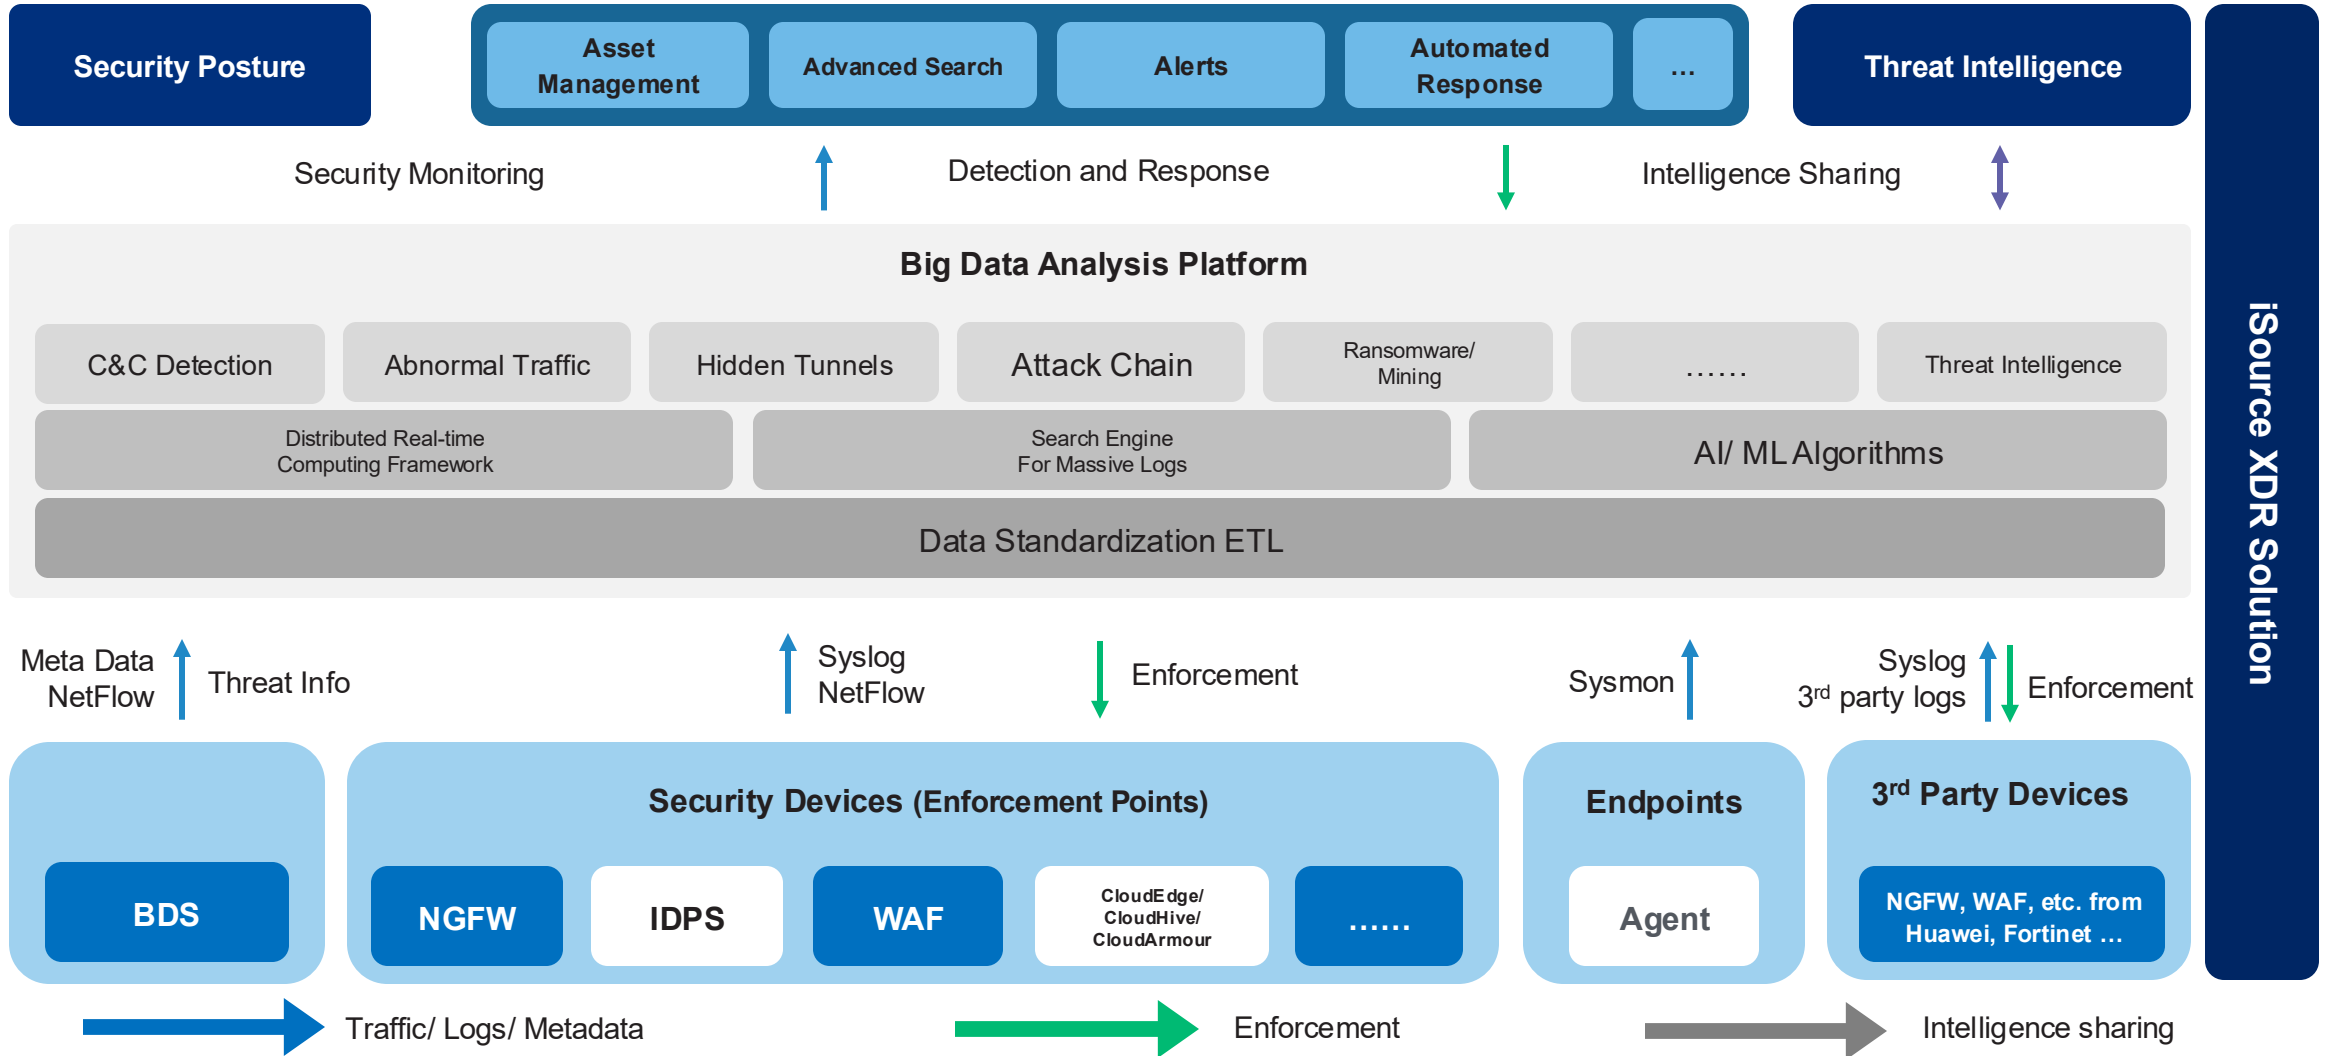 Security Posture
Asset
Management
Advanced Search
Alerts
Automated
Response
...
Threat Intelligence
Security Monitoring
Detection and Response
Intelligence Sharing
Big Data Analysis Platform
C&C Detection
Abnormal Traffic
Hidden Tunnels
Attack Chain
Ransomware/
Mining
......
Threat Intelligence
Distributed Real-time
Computing Framework
Search Engine
For Massive Logs
AI/ ML Algorithms
Data Standardization ETL
iSource XDR Solution
Meta Data
NetFlow
Threat Info
Syslog
NetFlow
Enforcement
Sysmon
Syslog
3rd party logs
Enforcement
Security Devices (Enforcement Points)
Endpoints
3rd Party Devices
BDS
NGFW
IDPS
WAF
CloudEdge/
CloudHive/
CloudArmour
......
Agent
NGFW, WAF, etc. from
Huawei, Fortinet ...
Traffic/ Logs/ Metadata
Enforcement
Intelligence sharing